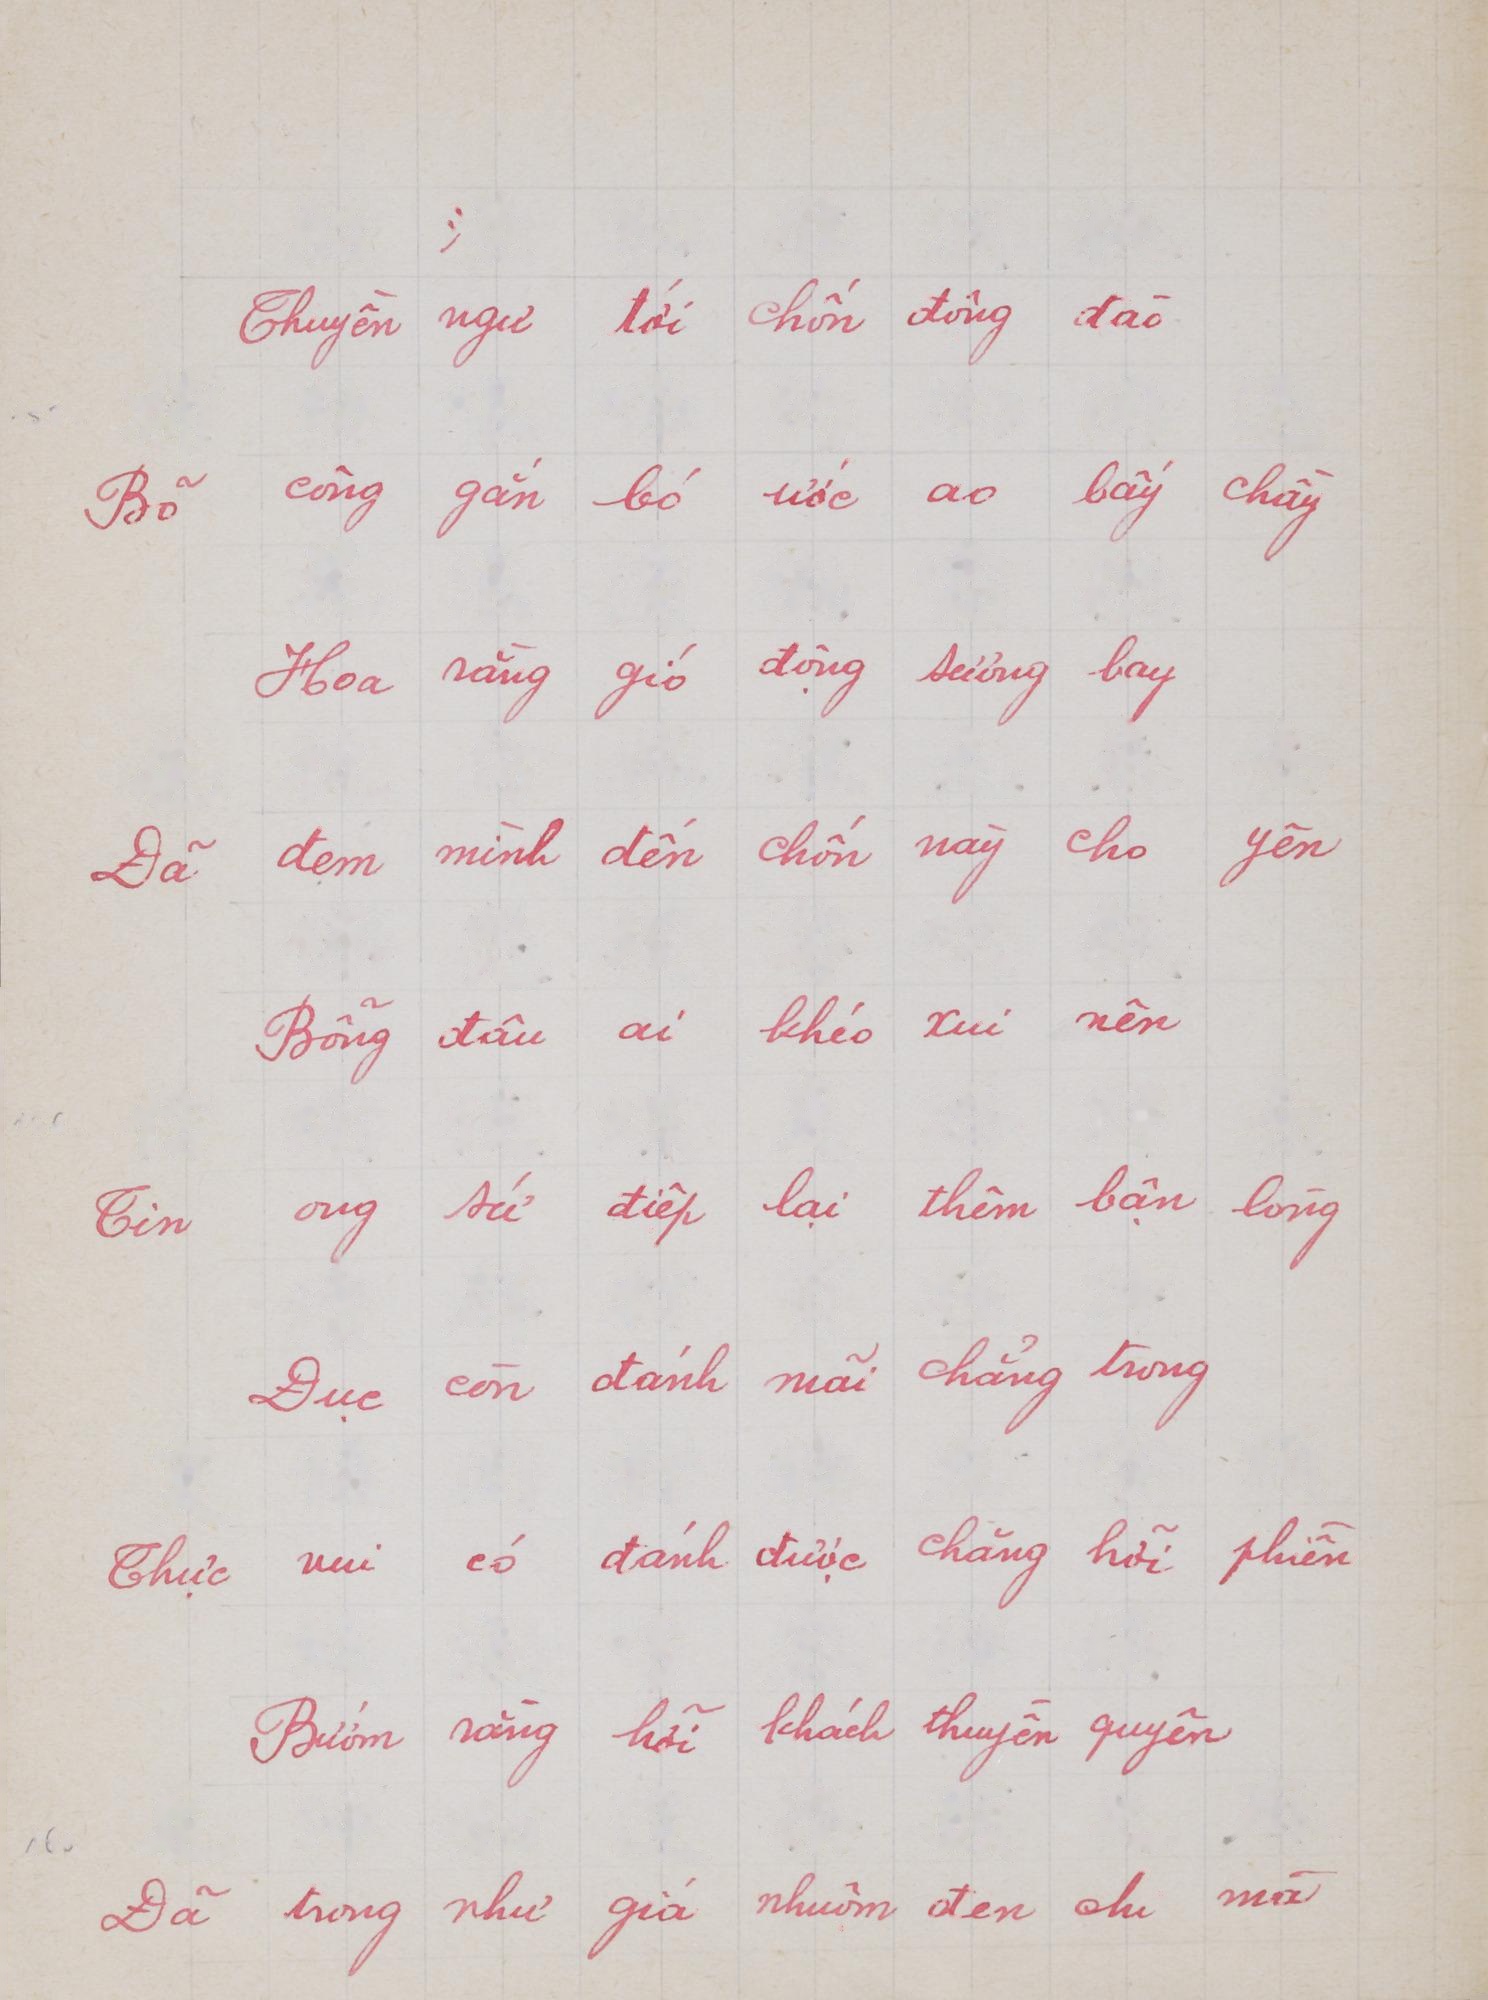 Thuyền ngư tới chốn động đào
Bõ công gắn bó ước ao bấy chầy
Hoa rằng gió động sương bay
Đã đem mình đến chốn này cho yên
Bỗng đâu ai khéo xui nên
Tin ong sứ điệp lại thêm bận lòng
Đục còn đánh mãi chẳng trong
Thực vui có đánh được chăng hỡi phiền
Bướm rằng hỡi khách thuyền quyên
Đã trong như giá nhuôm đen chi mà